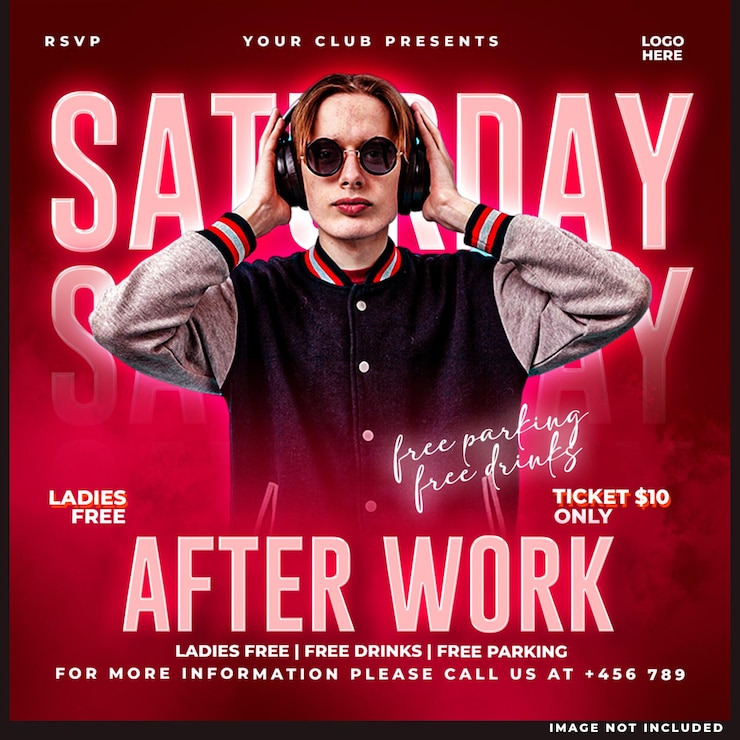 RSVP
YOUR CLUB PRESENTS
LOGO
HERE
SATURDAY
SATURDAY
free parking
free drinks
LADIES
FREE
TICKET $10
ONLY
AFTER WORK
LADIES FREE | FREE DRINKS | FREE PARKING
FOR MORE INFORMATION PLEASE CALL US AT +456 789
IMAGE NOT INCLUDED